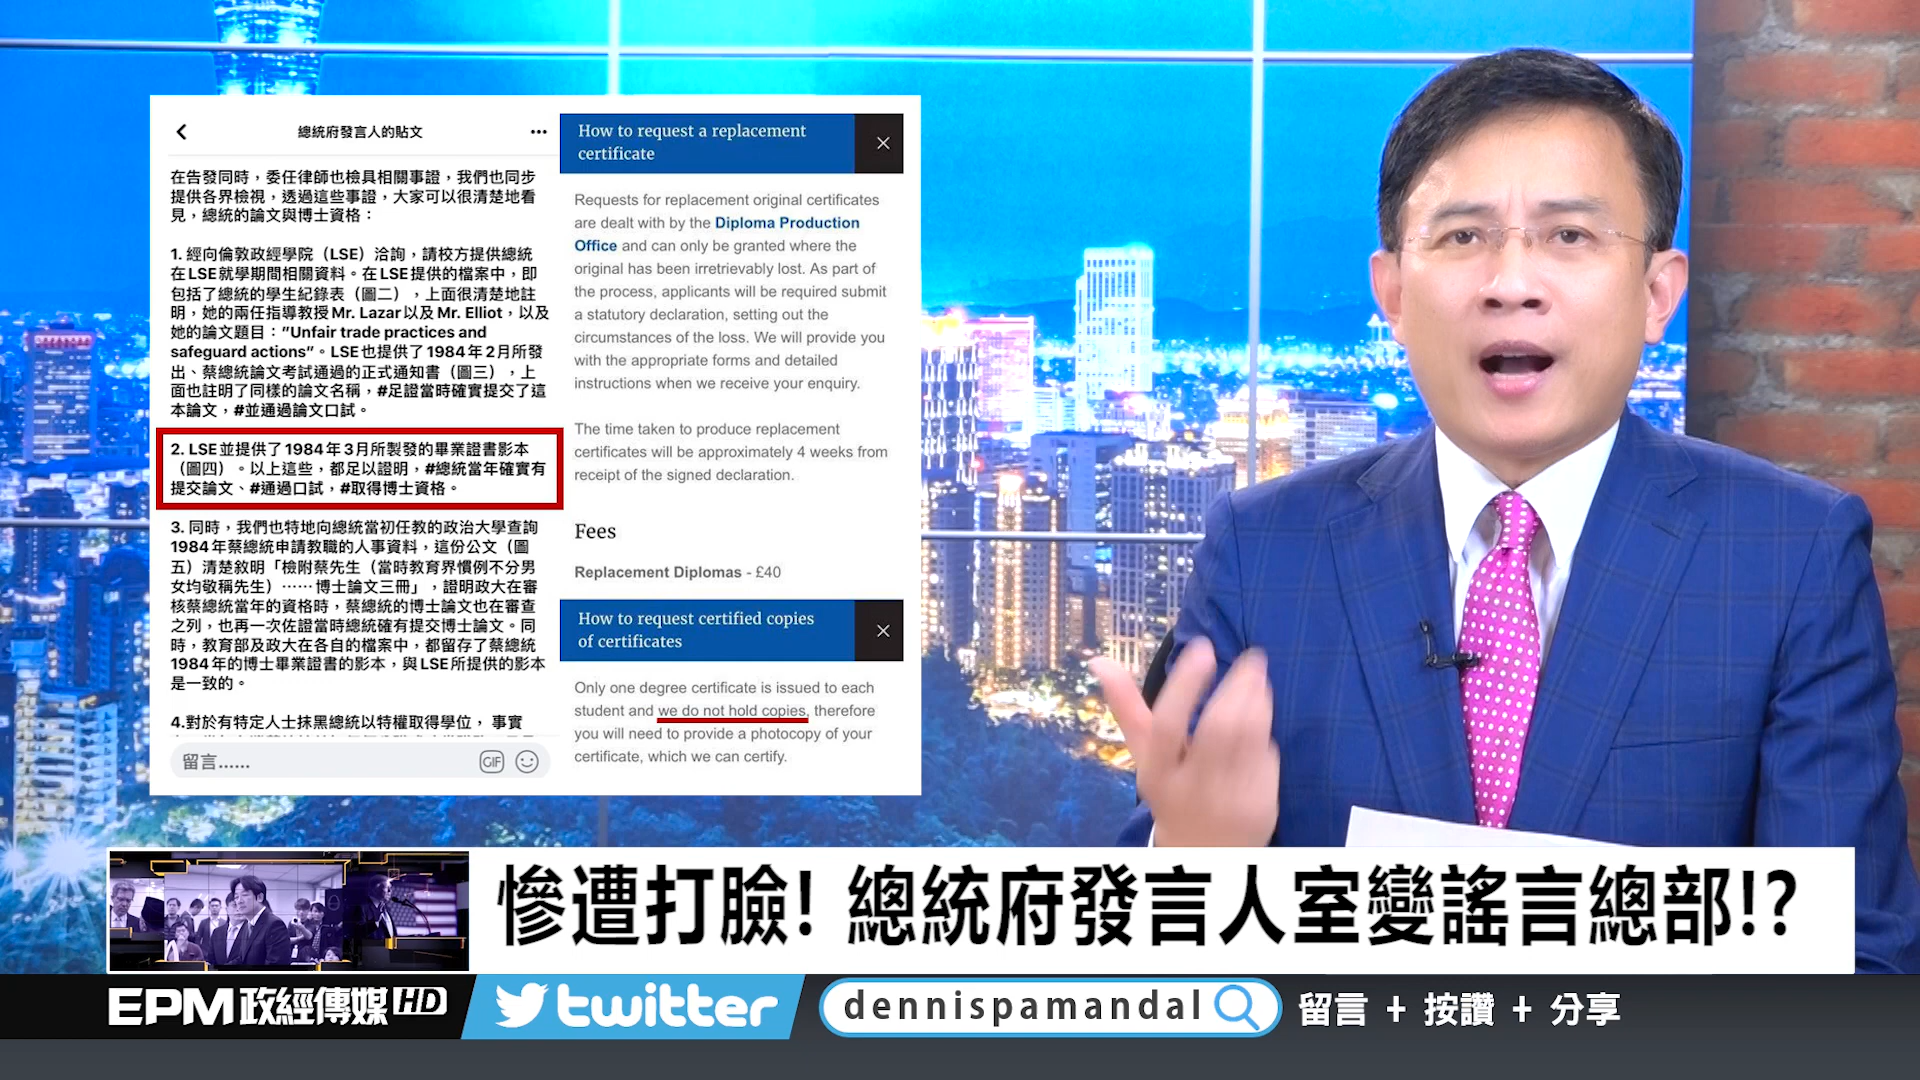 總統府發言人的貼文
在告發同時，委任律師也檢具相關事證，我們也同步
提供各界檢視，透過這些事證，大家可以很清楚地看
見，總統的論文與博士資格：
1. 經向倫敦政經學院（LSE）洽詢，請校方提供總統
在LSE就學期間相關資料。在LSE提供的檔案中，即
包括了總統的學生紀錄表（圖二），上面很清楚地註
明，她的兩任指導教授Mr. Lazar以及Mr. Elliot，以及
她的論文題目："Unfair trade practices and
safeguard actions"。LSE也提供了1984年2月所發
出、蔡總統論文考試通過的正式通知書（圖三），上
面也註明了同樣的論文名稱，#足證當時確實提交了這
本論文，#並通過論文口試。
2. LSE並提供了1984年3月所製發的畢業證書影本
（圖四）。以上這些，都足以證明，#總統當年確實有
提交論文、#通過口試，#取得博士資格。
3. 同時，我們也特地向總統當初任教的政治大學查詢
1984年蔡總統申請教職的人事資料，這份公文（圖
五）清楚敘明「檢附蔡先生（當時教育界慣例不分男
女均敬稱先生）……博士論文三冊」，證明政大在審
核蔡總統當年的資格時，蔡總統的博士論文也在審查
之列，也再一次佐證當時總統確有提交博士論文。同
時，教育部及政大在各自的檔案中，都留存了蔡總統
1984年的博士畢業證書的影本，與LSE所提供的影本
是一致的。
4.對於有特定人士抹黑總統以特權取得學位， 事實
留言......
GIF
How to request a replacement
certificate
Requests for replacement original certificates
are dealt with by the Diploma Production
Office and can only be granted where the
original has been irretrievably lost. As part of
the process, applicants will be required submit
a statutory declaration, setting out the
circumstances of the loss. We will provide you
with the appropriate forms and detailed
instructions when we receive your enquiry.
The time taken to produce replacement
certificates will be approximately 4 weeks from
receipt of the signed declaration.
Fees
Replacement Diplomas - £40
How to request certified copies
of certificates
Only one degree certificate is issued to each
student and we do not hold copies, therefore
you will need to provide a photocopy of your
certificate, which we can certify.
慘遭打臉! 總統府發言人室變謠言總部!?
EPM政經傳媒HD
twitter
dennispamandal
留言 + 按讚 + 分享